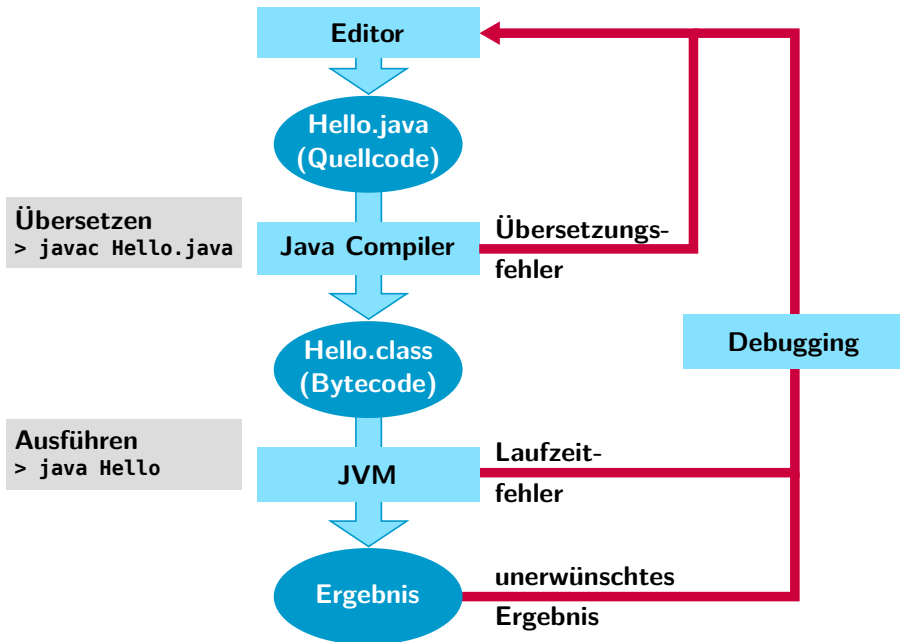 Editor
Hello.java
(Quellcode)
Übersetzen
> javac Hello.java
Java Compiler
Übersetzungs-
fehler
Hello.class
(Bytecode)
Debugging
Ausführen
> java Hello
JVM
Laufzeit-
fehler
Ergebnis
unerwünschtes
Ergebnis